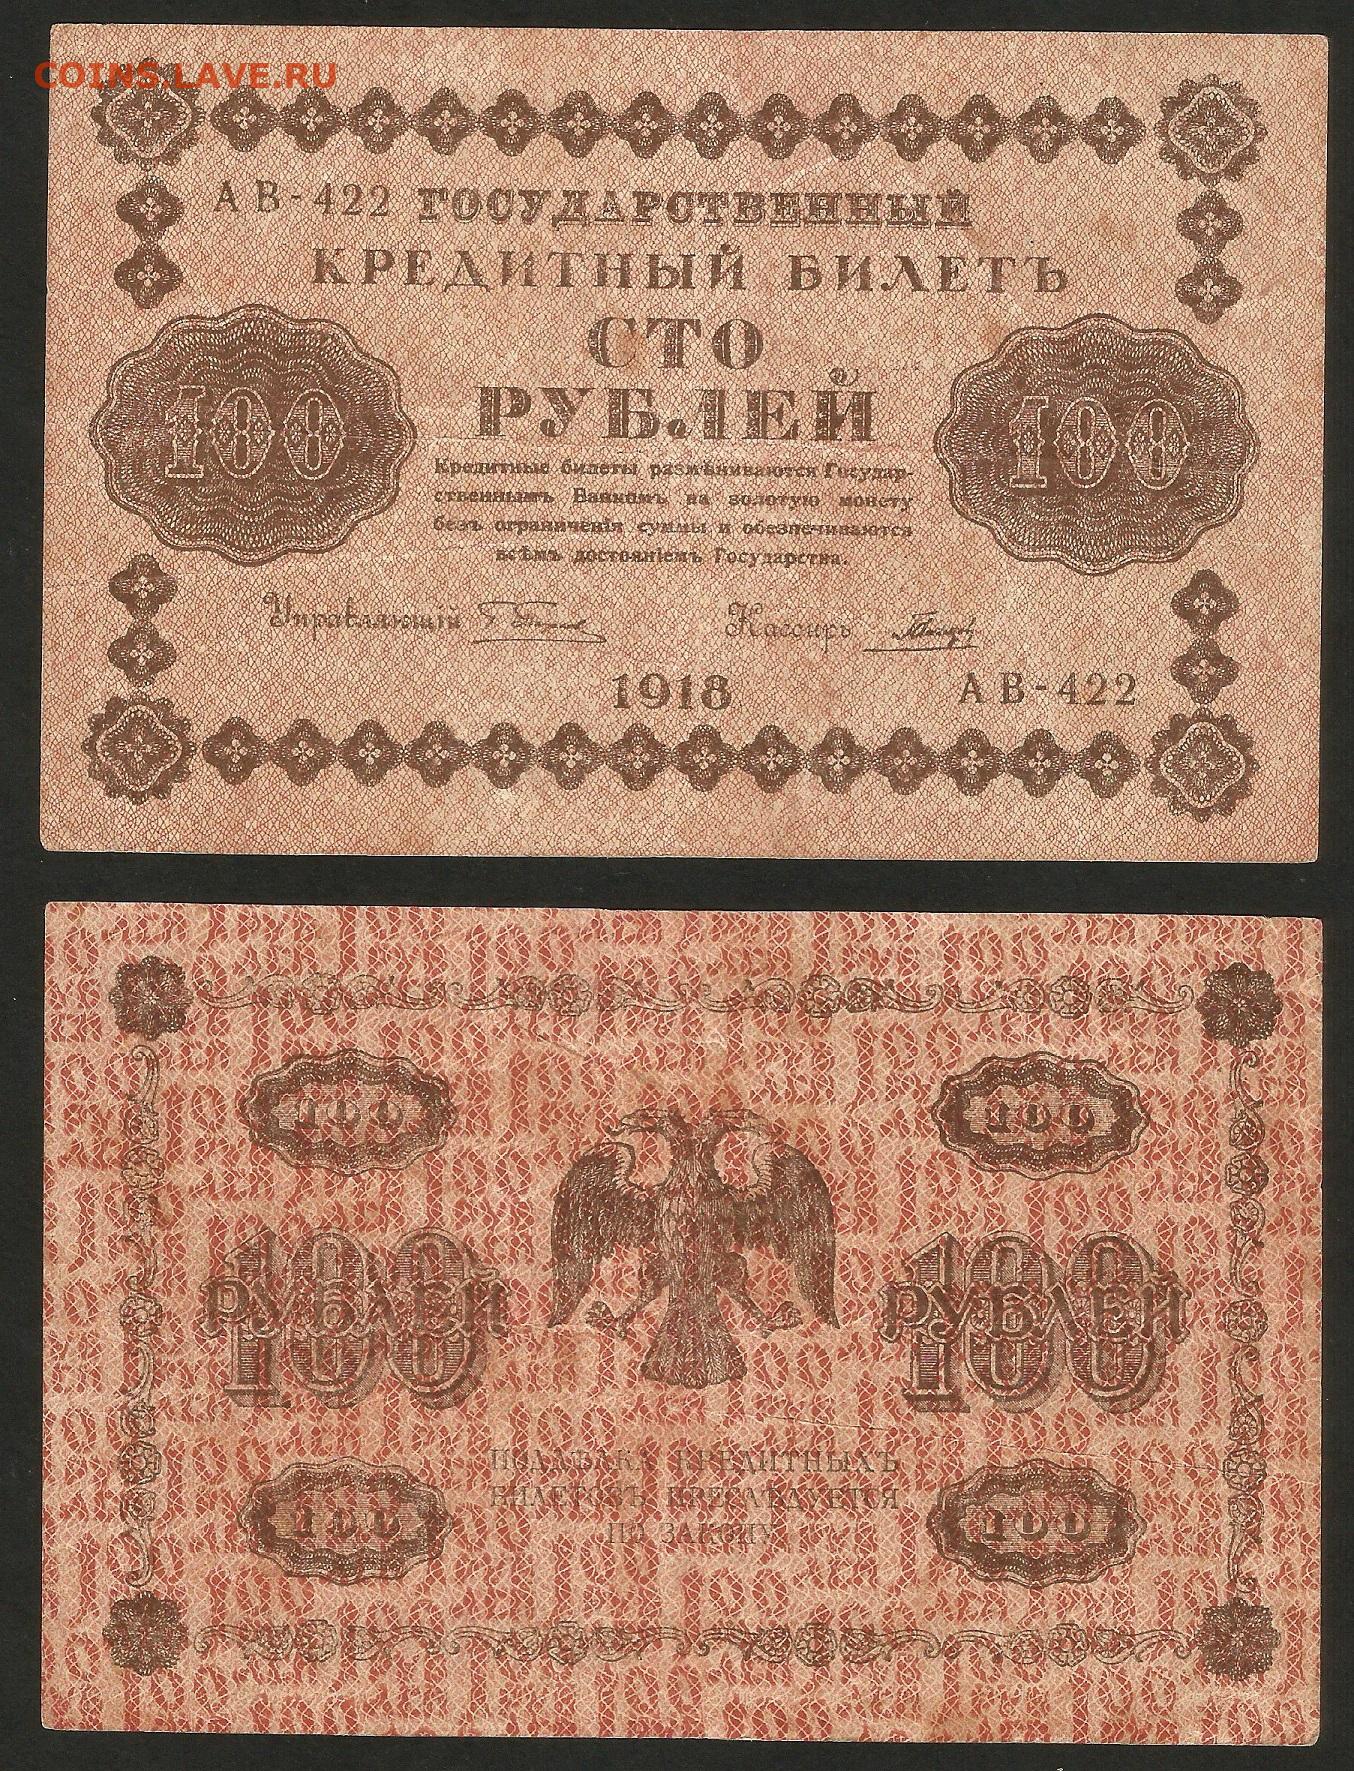 COINS.LAVE.RU
АВ-422 ГОСУДАРСТВЕННЫЙ
КРЕДИТНЫЙ БИЛЕТЪ
СТО
РУБЛЕЙ
100 100
Кредитные билеты размѣниваются Государ-
ственнымъ Банкомъ на золотую монету
безъ ограниченія суммы и обезпечиваются
всѣмъ достояніемъ Государства.
Управляющій Кассиръ
1918 АВ-422
100 100
100 100
РУБЛЕЙ РУБЛЕЙ
ПОДДѢЛКА КРЕДИТНЫХЪ
БИЛЕТОВЪ ПРЕСЛѢДУЕТСЯ
ПО ЗАКОНУ
100 100